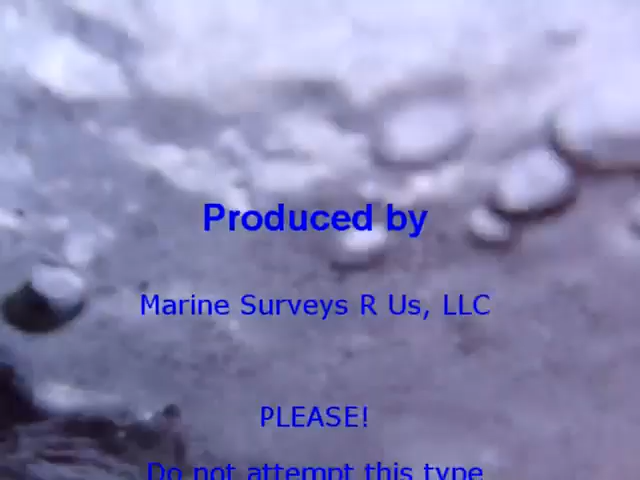 Produced by
Marine Surveys R Us, LLC
PLEASE!
Do not attempt this type